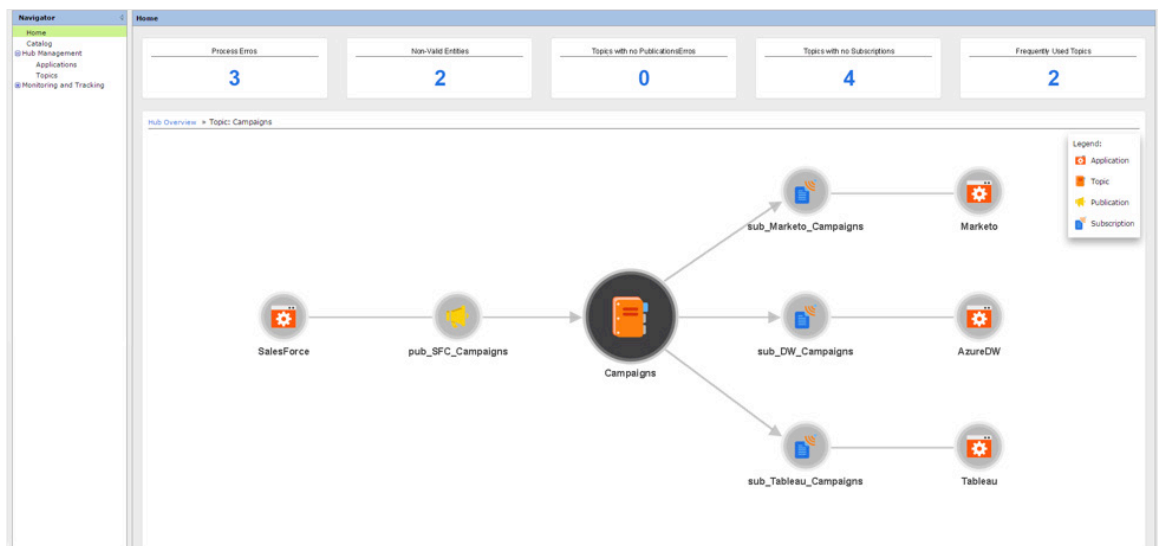 Navigator
Home
Catalog
Hub Management
Applications
Topics
Monitoring and Tracking
Home
Process Erros
3
Non-Valid Entities
2
Topics with no PublicationsErros
0
Topics with no Subscriptions
4
Frequently Used Topics
2
Hub Overview » Topic: Campaigns
Legend:
Application
Topic
Publication
Subscription
sub_Marketo_Campaigns
Marketo
SalesForce
pub_SFC_Campaigns
Campaigns
sub_DW_Campaigns
AzureDW
sub_Tableau_Campaigns
Tableau